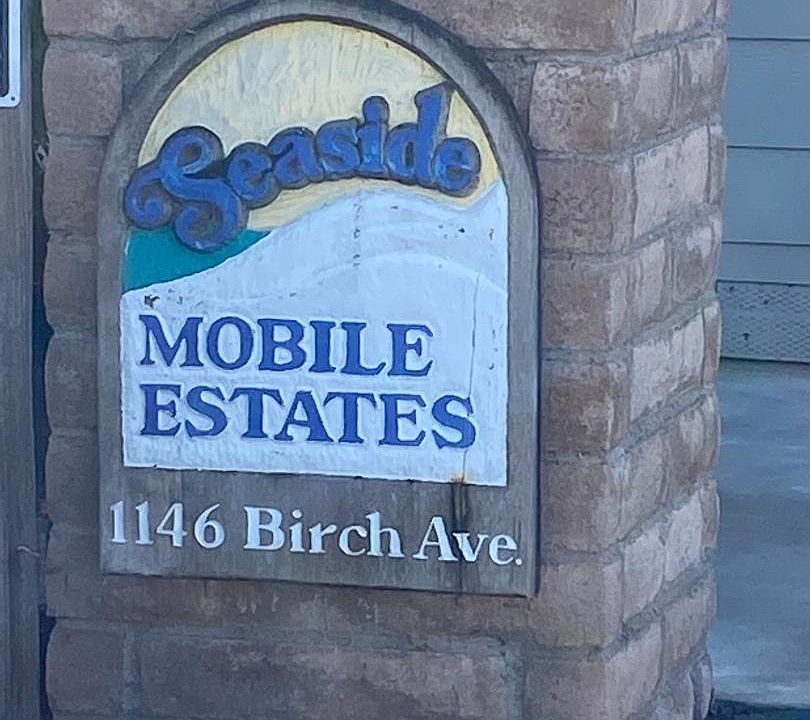 Seaside
MOBILE
ESTATES
1146 Birch Ave.